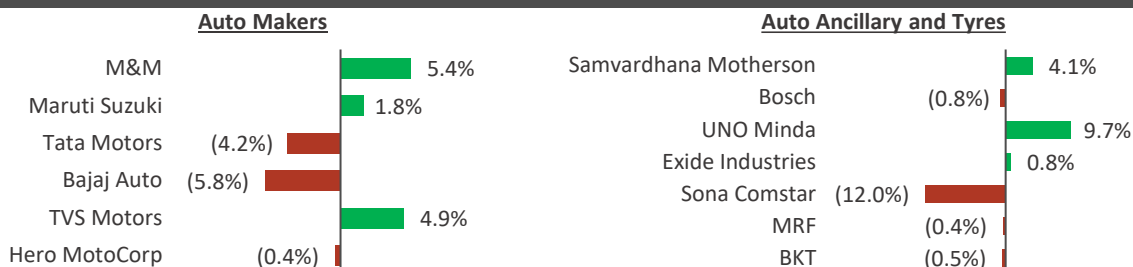 Auto Makers
M&M 5.4%
Maruti Suzuki 1.8%
Tata Motors (4.2%)
Bajaj Auto (5.8%)
TVS Motors 4.9%
Hero MotoCorp (0.4%)
Auto Ancillary and Tyres
Samvardhana Motherson 4.1%
Bosch (0.8%)
UNO Minda 9.7%
Exide Industries 0.8%
Sona Comstar (12.0%)
MRF (0.4%)
BKT (0.5%)